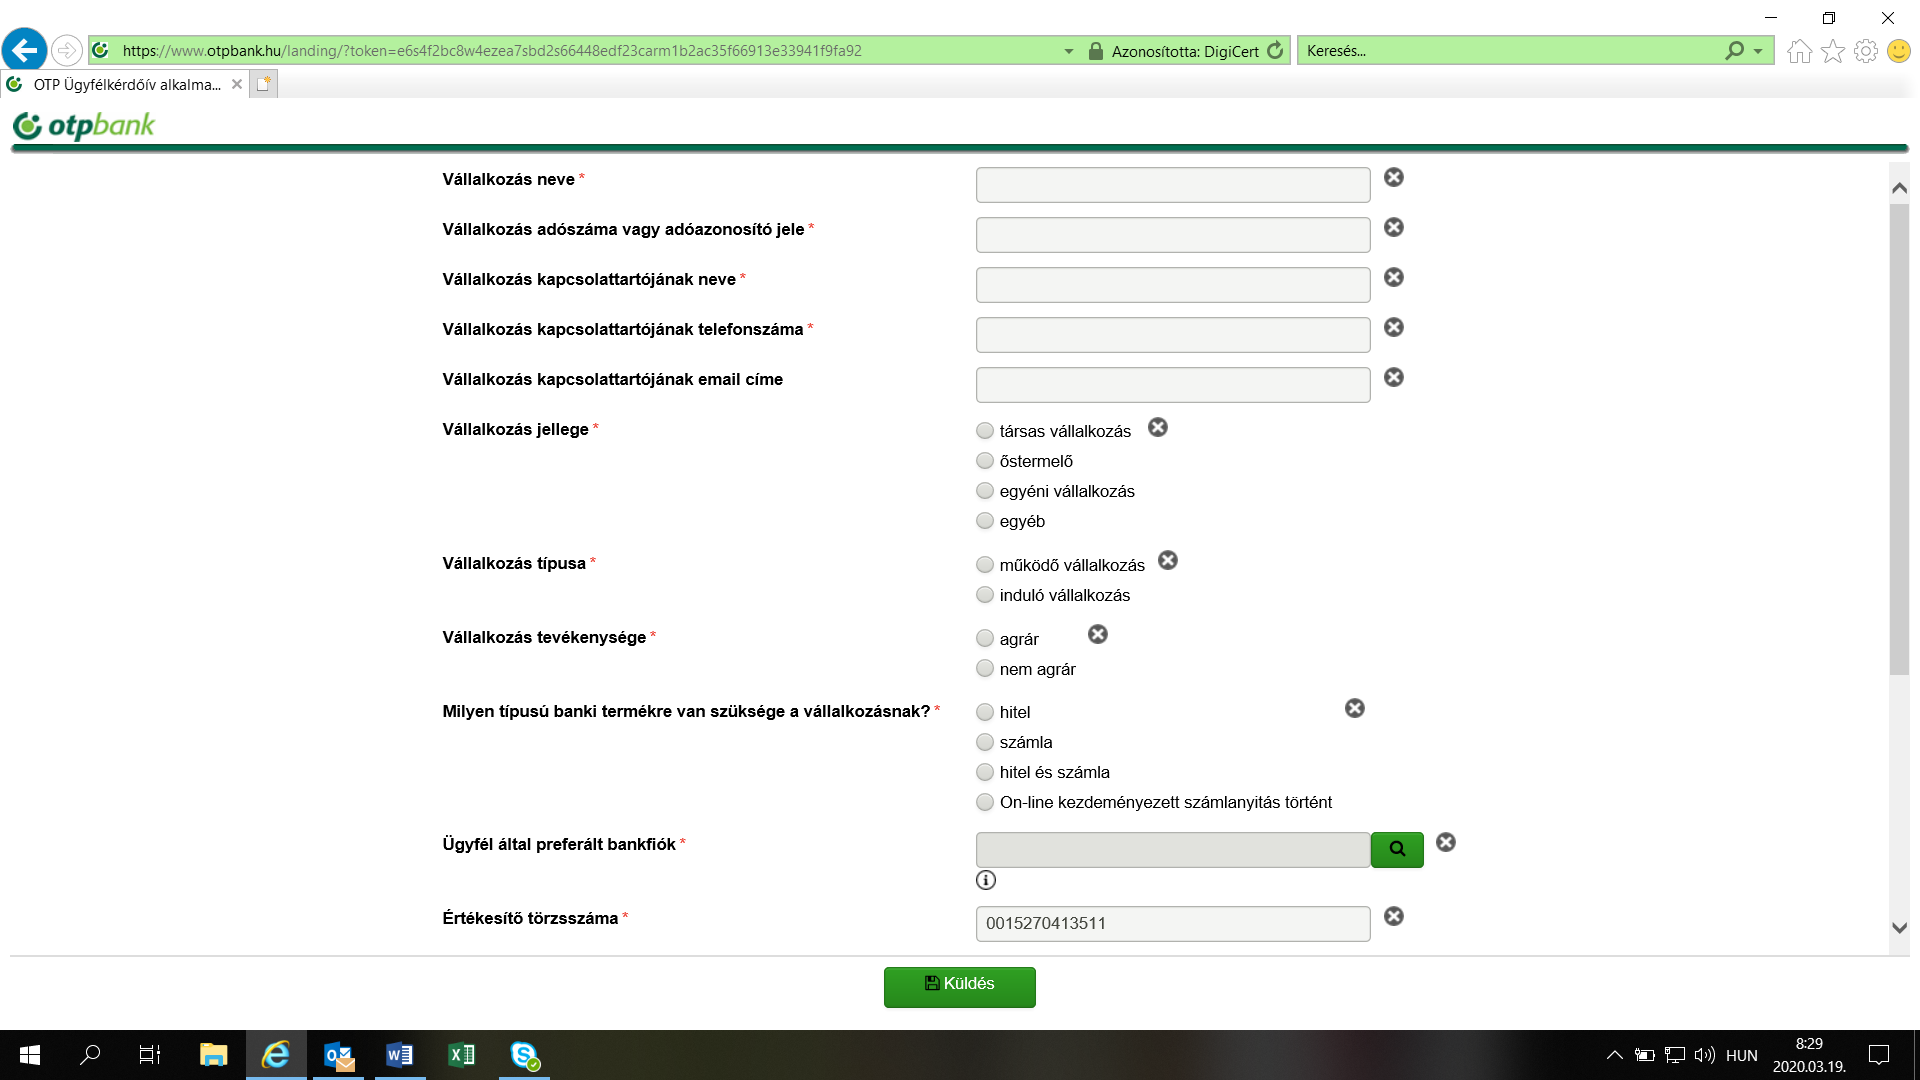 https://www.otpbank.hu/landing/?token=e6s4f2bc8w4ezea7sbd2s66448edf23carm1b2ac35f66913e33941f9fa92
Azonosította: DigiCert
Keresés...
OTP Ügyfélkérdőív alkalma...
otpbank
Vállalkozás neve *
Vállalkozás adószáma vagy adóazonosító jele *
Vállalkozás kapcsolattartójának neve *
Vállalkozás kapcsolattartójának telefonszáma *
Vállalkozás kapcsolattartójának email címe
Vállalkozás jellege *
társas vállalkozás
őstermelő
egyéni vállalkozás
egyéb
Vállalkozás típusa *
működő vállalkozás
induló vállalkozás
Vállalkozás tevékenysége *
agrár
nem agrár
Milyen típusú banki termékre van szüksége a vállalkozásnak? *
hitel
számla
hitel és számla
On-line kezdeményezett számlanyitás történt
Ügyfél által preferált bankfiók *
Értékesítő törzsszáma *
0015270413511
Küldés
HUN
8:29
2020.03.19.